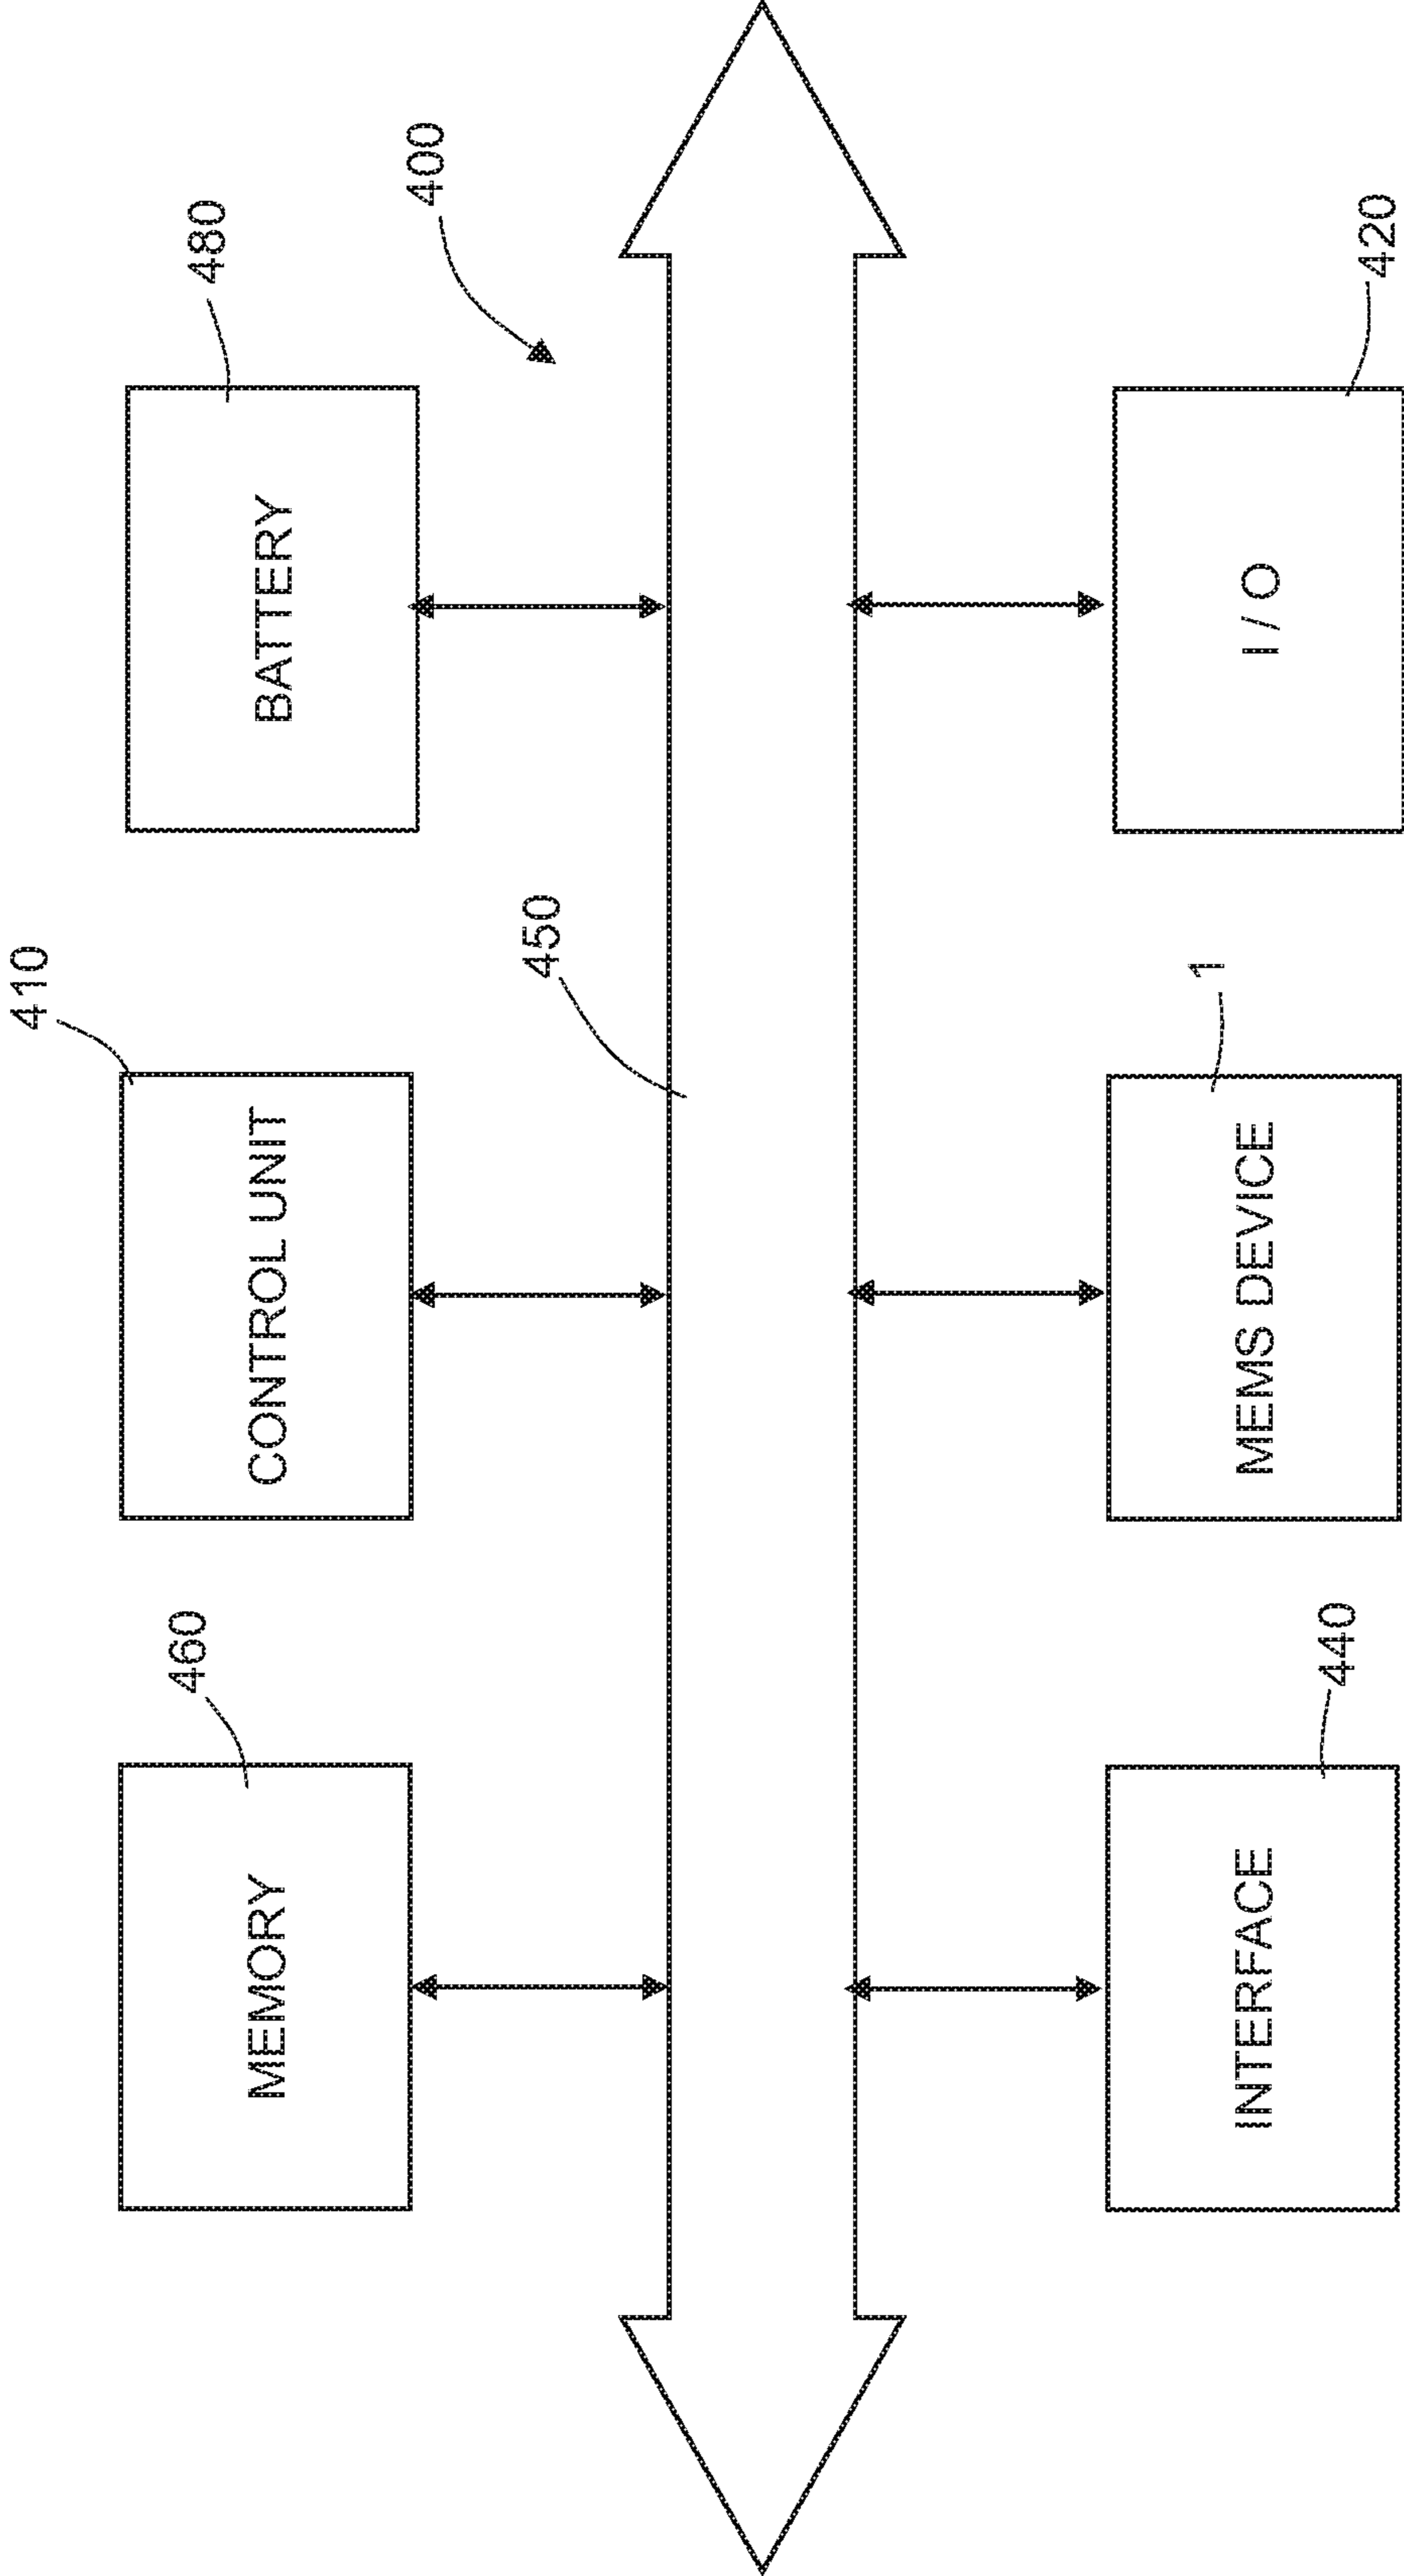 460
MEMORY
410
CONTROL UNIT
480
BATTERY
400
450
440
INTERFACE
1
MEMS DEVICE
420
I / O